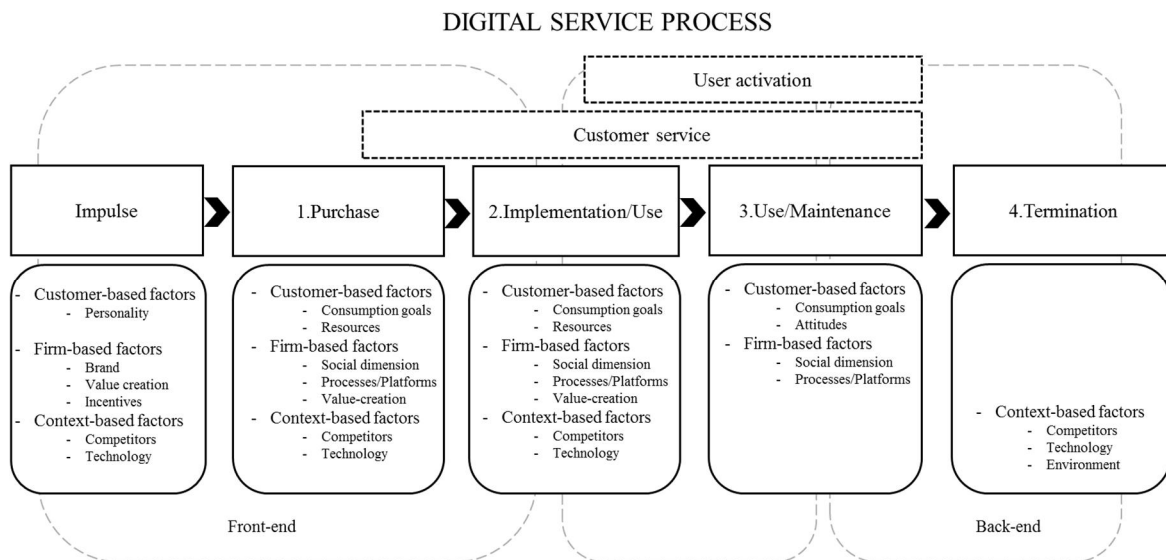 DIGITAL SERVICE PROCESS
User activation
Customer service
Impulse
1.Purchase
2.Implementation/Use
3.Use/Maintenance
4.Termination
- Customer-based factors
- Personality
- Firm-based factors
- Brand
- Value creation
- Incentives
- Context-based factors
- Competitors
- Technology
- Customer-based factors
- Consumption goals
- Resources
- Firm-based factors
- Social dimension
- Processes/Platforms
- Value-creation
- Context-based factors
- Competitors
- Technology
- Customer-based factors
- Consumption goals
- Resources
- Firm-based factors
- Social dimension
- Processes/Platforms
- Value-creation
- Context-based factors
- Competitors
- Technology
- Customer-based factors
- Consumption goals
- Attitudes
- Firm-based factors
- Social dimension
- Processes/Platforms
- Context-based factors
- Competitors
- Technology
- Environment
Front-end
Back-end